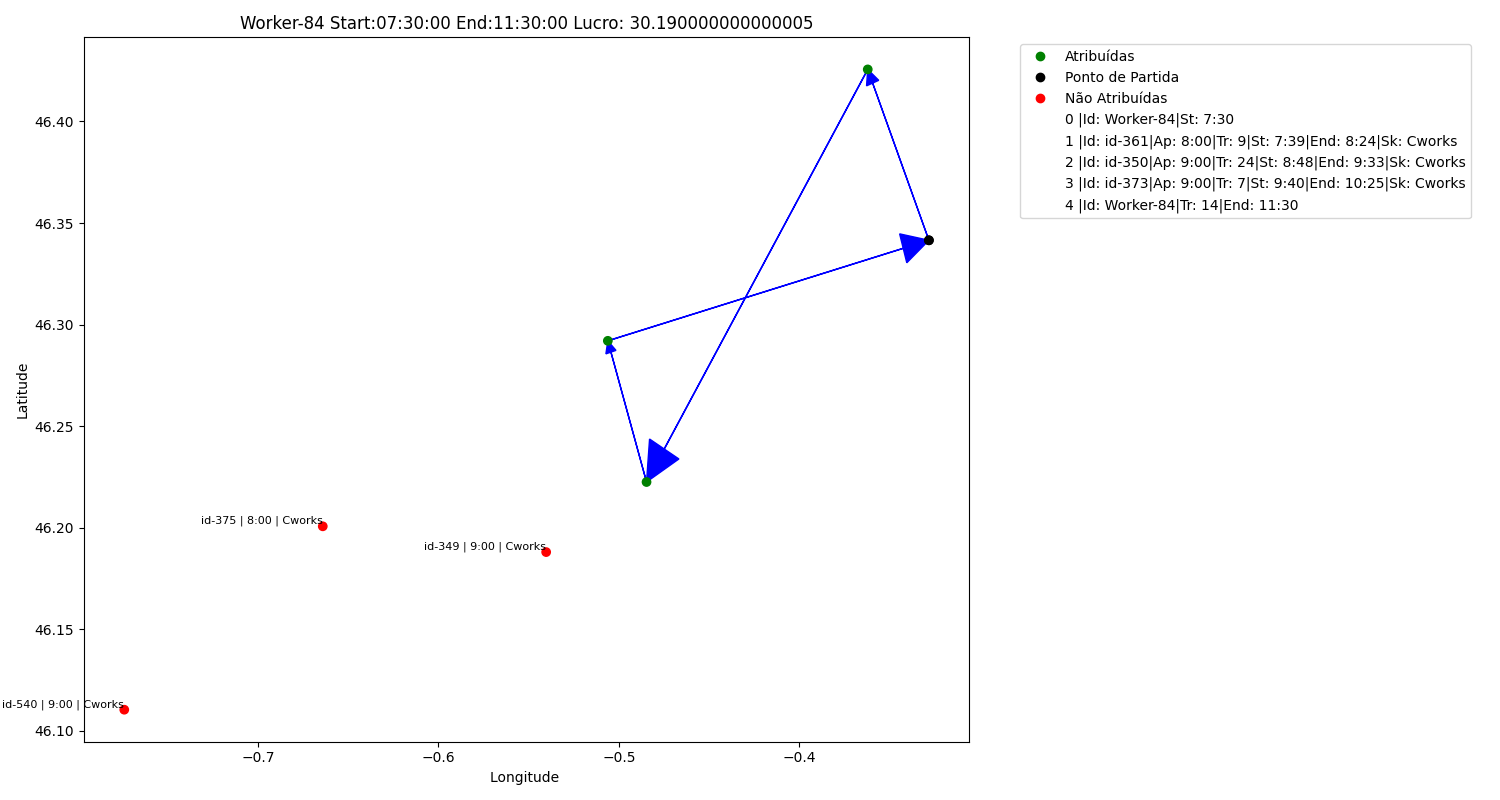 Worker-84 Start:07:30:00 End:11:30:00 Lucro: 30.190000000000005
Atribuídas
Ponto de Partida
Não Atribuídas
0 |Id: Worker-84|St: 7:30
1 |Id: id-361|Ap: 8:00|Tr: 9|St: 7:39|End: 8:24|Sk: Cworks
2 |Id: id-350|Ap: 9:00|Tr: 24|St: 8:48|End: 9:33|Sk: Cworks
3 |Id: id-373|Ap: 9:00|Tr: 7|St: 9:40|End: 10:25|Sk: Cworks
4 |Id: Worker-84|Tr: 14|End: 11:30
46.40
46.35
46.30
46.25
46.20
46.15
46.10
Latitude
id-375 | 8:00 | Cworks
id-349 | 9:00 | Cworks
id-540 | 9:00 | Cworks
−0.7
−0.6
−0.5
−0.4
Longitude